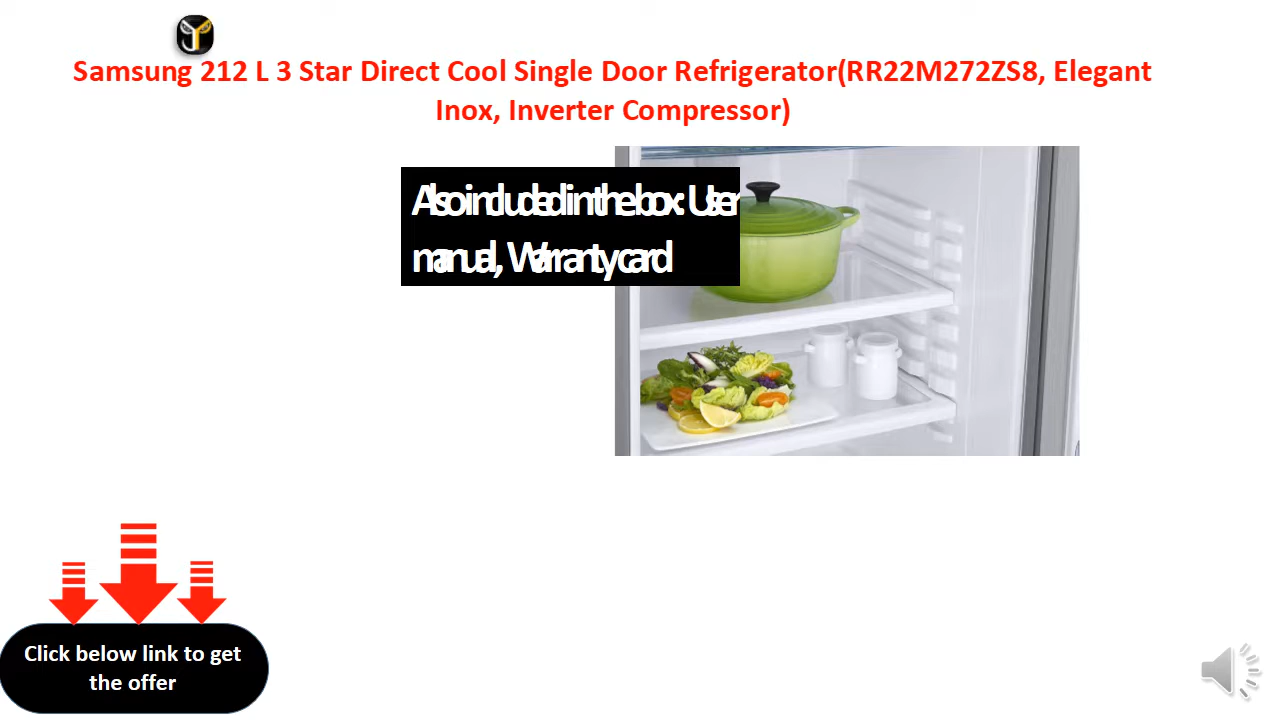 Samsung 212 L 3 Star Direct Cool Single Door Refrigerator(RR22M272ZS8, Elegant
Inox, Inverter Compressor)
Also included in the box: User
manual, Warranty card
Click below link to get
the offer